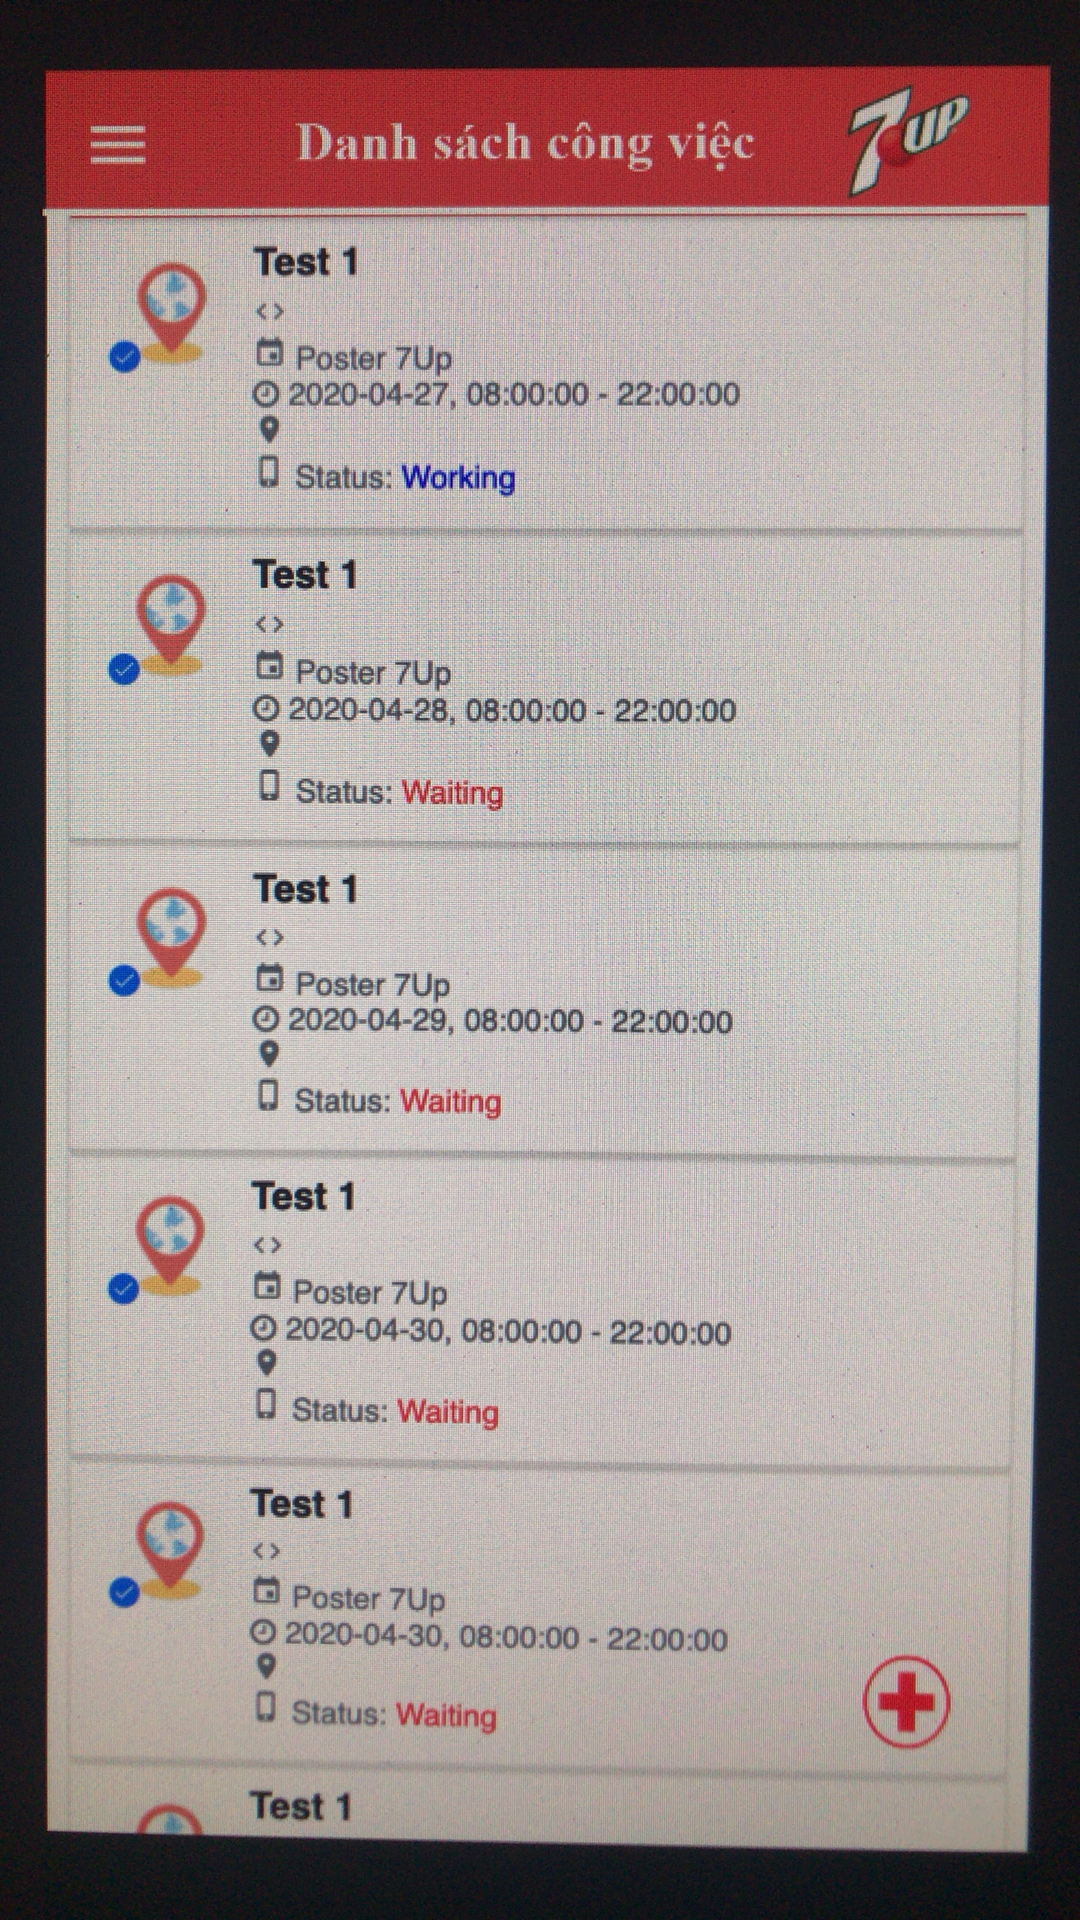 Danh sách công việc
7UP
Test 1
<>
Poster 7Up
2020-04-27, 08:00:00 - 22:00:00
Status: Working
Test 1
<>
Poster 7Up
2020-04-28, 08:00:00 - 22:00:00
Status: Waiting
Test 1
<>
Poster 7Up
2020-04-29, 08:00:00 - 22:00:00
Status: Waiting
Test 1
<>
Poster 7Up
2020-04-30, 08:00:00 - 22:00:00
Status: Waiting
Test 1
<>
Poster 7Up
2020-04-30, 08:00:00 - 22:00:00
Status: Waiting
Test 1